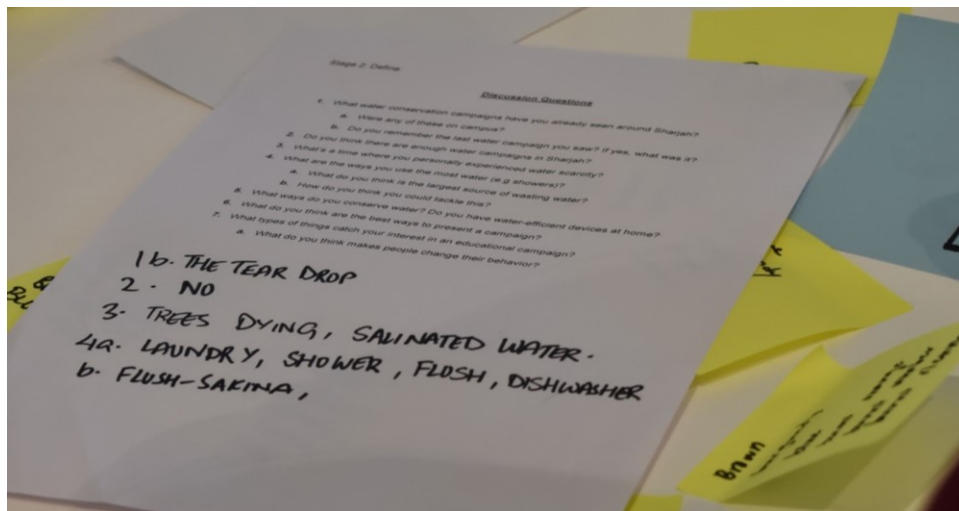 Stage 2: Define
Discussion Questions
1. What water conservation campaigns have you already seen around Sharjah?
a. Were any of these on campus?
b. Do you remember the last water campaign you saw? If yes, what was it?
2. Do you think there are enough water campaigns in Sharjah?
3. What's a time where you personally experienced water scarcity?
4. What are the ways you use the most water (e.g showers)?
a. What do you think is the largest source of wasting water?
b. How do you think you could tackle this?
5. What ways do you conserve water? Do you have water-efficient devices at home?
6. What do you think are the best ways to present a campaign?
7. What types of things catch your interest in an educational campaign?
a. What do you think makes people change their behavior?
1b. THE TEAR DROP
2. NO
3. TREES DYING, SALINATED WATER.
4a. LAUNDRY, SHOWER, FLUSH, DISHWASHER
b. FLUSH-SAKINA,
Brown